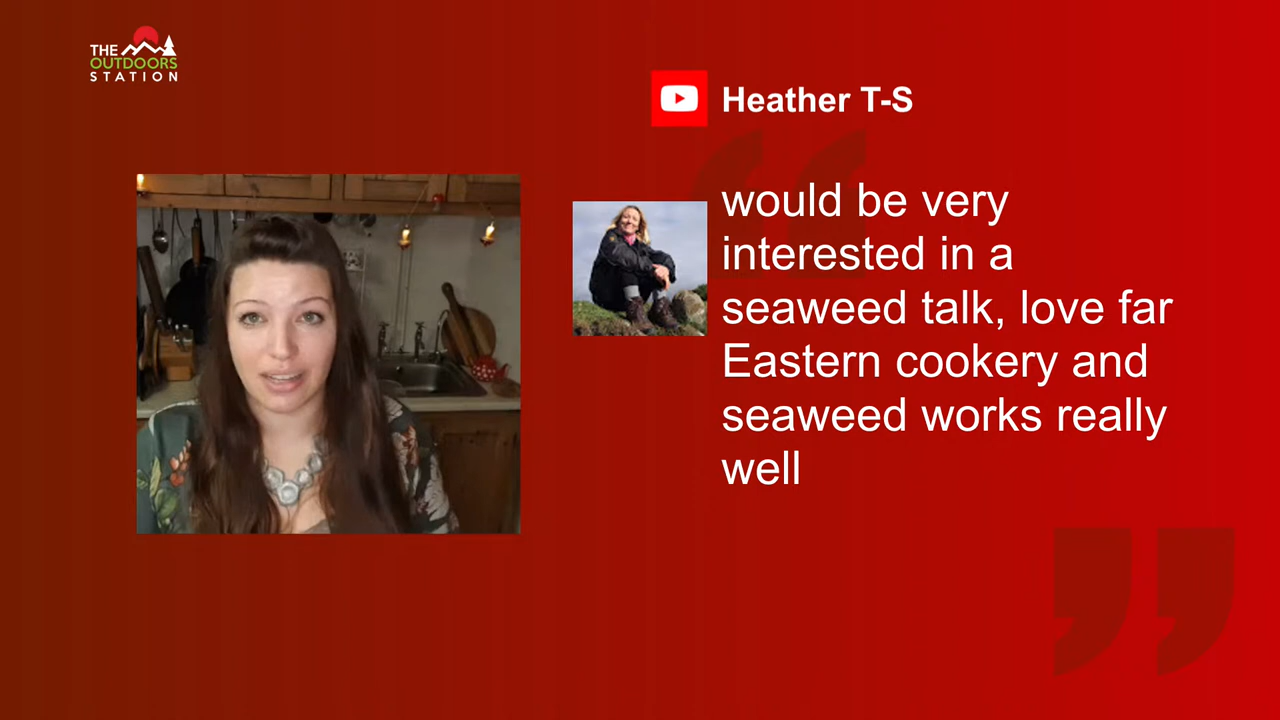 THE
OUTDOORS
STATION
Heather T-S
would be very
interested in a
seaweed talk, love far
Eastern cookery and
seaweed works really
well